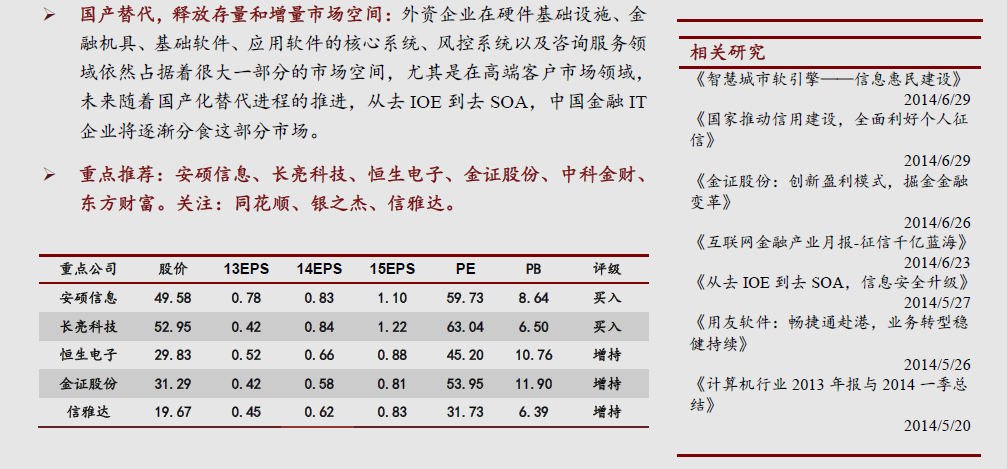 ➢ 国产替代，释放存量和增量市场空间：外资企业在硬件基础设施、金
融机具、基础软件、应用软件的核心系统、风控系统以及咨询服务领
域依然占据着很大一部分的市场空间，尤其是在高端客户市场领域，
未来随着国产化替代进程的推进，从去 IOE 到去 SOA，中国金融 IT
企业将逐渐分食这部分市场。
➢ 重点推荐：安硕信息、长亮科技、恒生电子、金证股份、中科金财、
东方财富。关注：同花顺、银之杰、信雅达。
重点公司 股价 13EPS 14EPS 15EPS PE PB 评级
安硕信息 49.58 0.78 0.83 1.10 59.73 8.64 买入
长亮科技 52.95 0.42 0.84 1.22 63.04 6.50 买入
恒生电子 29.83 0.52 0.66 0.88 45.20 10.76 增持
金证股份 31.29 0.42 0.58 0.81 53.95 11.90 增持
信雅达 19.67 0.45 0.62 0.83 31.73 6.39 增持
相关研究
《智慧城市软引擎——信息惠民建设》
2014/6/29
《国家推动信用建设，全面利好个人征
信》
2014/6/29
《金证股份：创新盈利模式，掘金金融
变革》
2014/6/26
《互联网金融产业月报-征信千亿蓝海》
2014/6/23
《从去 IOE 到去 SOA，信息安全升级》
2014/5/27
《用友软件：畅捷通赴港，业务转型稳
健持续》
2014/5/26
《计算机行业 2013 年报与 2014 一季总
结》
2014/5/20